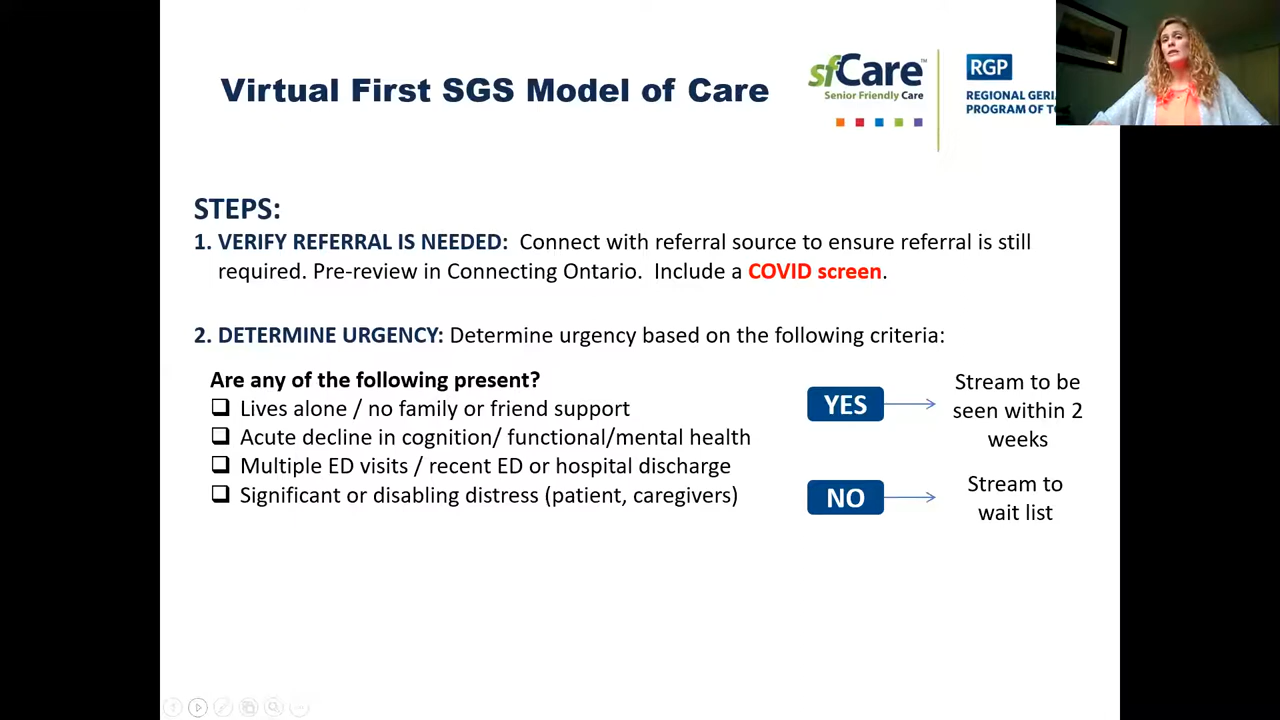 Virtual First SGS Model of Care
sfCare™
Senior Friendly Care
RGP
REGIONAL
PROGRAM OF
STEPS:
1. VERIFY REFERRAL IS NEEDED: Connect with referral source to ensure referral is still
required. Pre-review in Connecting Ontario. Include a COVID screen.
2. DETERMINE URGENCY: Determine urgency based on the following criteria:
Are any of the following present?
❑ Lives alone / no family or friend support
❑ Acute decline in cognition/ functional/mental health
❑ Multiple ED visits / recent ED or hospital discharge
❑ Significant or disabling distress (patient, caregivers)
YES
Stream to be
seen within 2
weeks
NO
Stream to
wait list